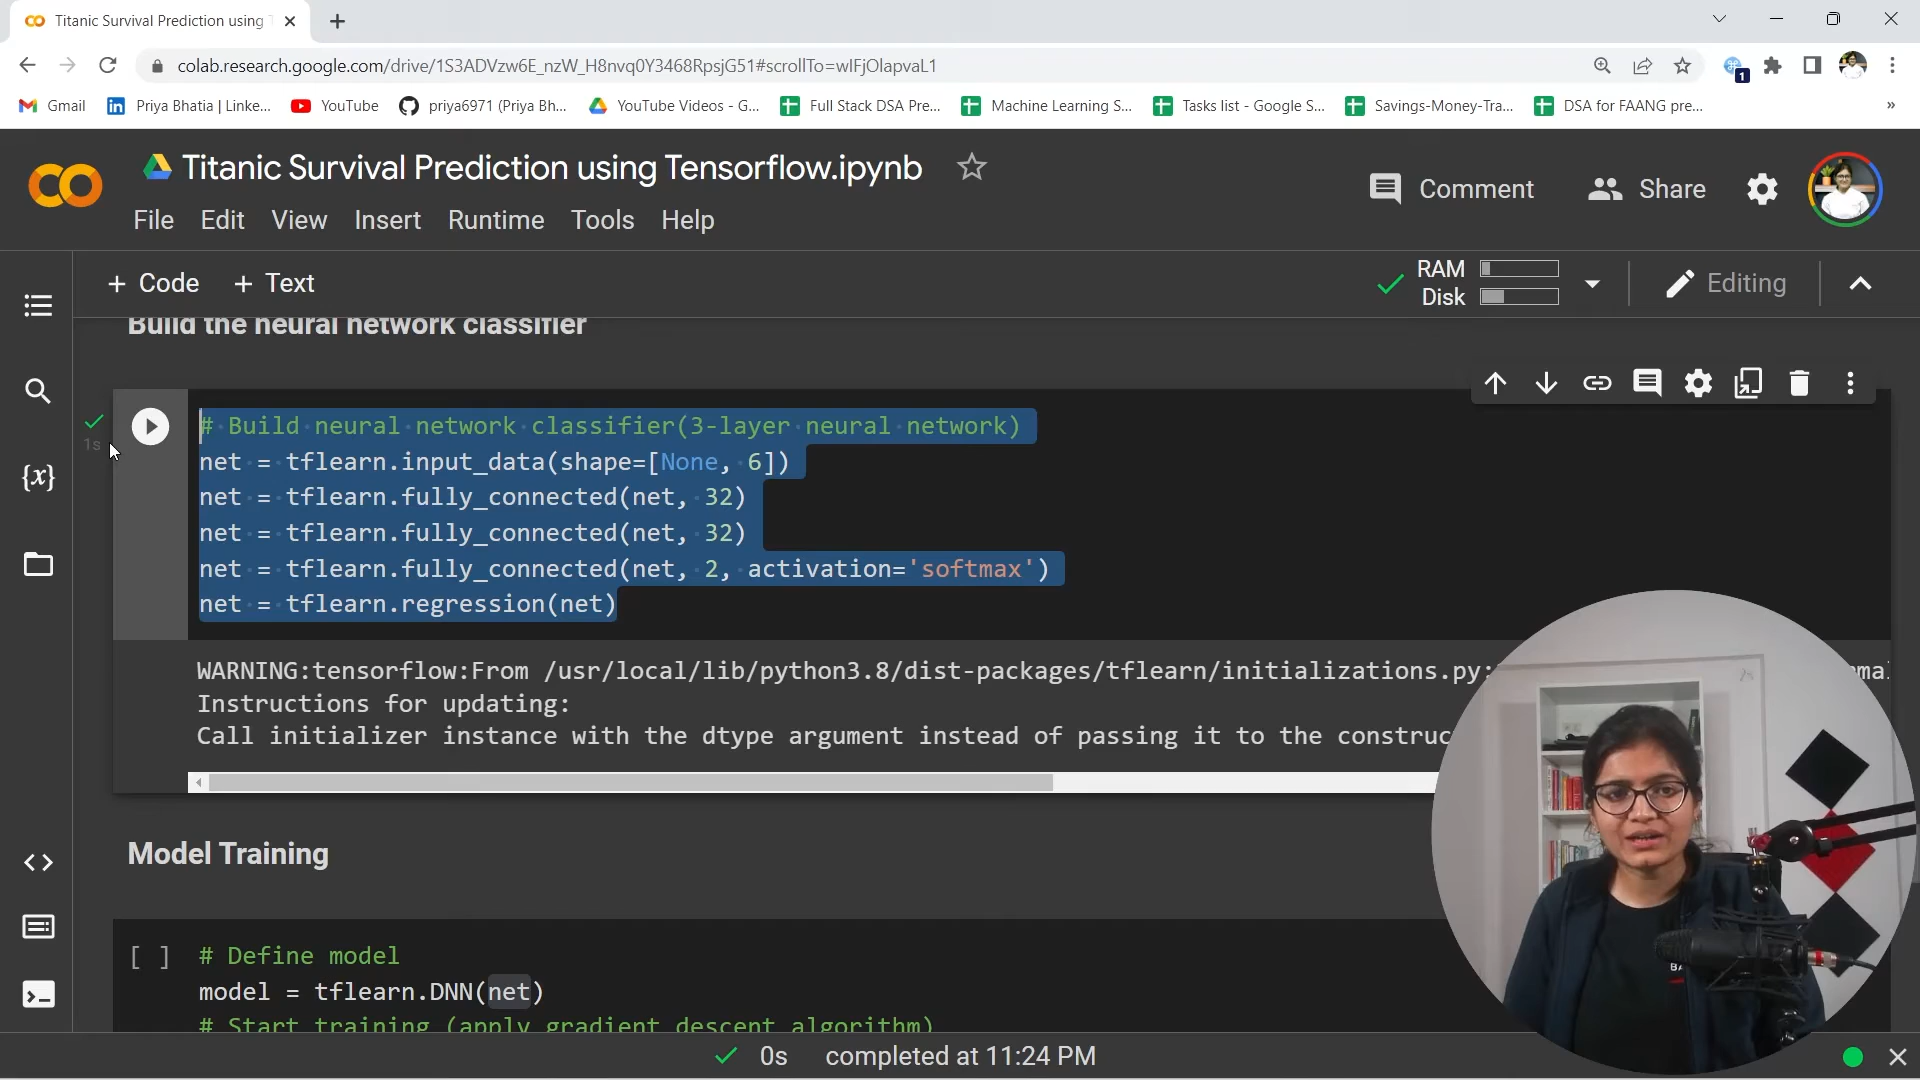 Titanic Survival Prediction using
colab.research.google.com/drive/1S3ADVzw6E_nzW_H8nvq0Y3468RpsjG51#scrollTo=wIFjOlapvaL1
1
Gmail
Priya Bhatia | Linke...
YouTube
priya6971 (Priya Bh...
YouTube Videos - G...
Full Stack DSA Pre...
Machine Learning S...
Tasks list - Google S...
Savings-Money-Tra...
DSA for FAANG pre...
»
Titanic Survival Prediction using Tensorflow.ipynb
Comment
Share
File Edit View Insert Runtime Tools Help
+ Code + Text
RAM
Disk
Editing
Build the neural network classifier
1s
# Build neural network classifier(3-layer neural network)
net = tflearn.input_data(shape=[None, 6])
net = tflearn.fully_connected(net, 32)
net = tflearn.fully_connected(net, 32)
net = tflearn.fully_connected(net, 2, activation='softmax')
net = tflearn.regression(net)
{x}
WARNING:tensorflow:From /usr/local/lib/python3.8/dist-packages/tflearn/initializations.py:
Instructions for updating:
Call initializer instance with the dtype argument instead of passing it to the construc
Model Training
[ ] # Define model
model = tflearn.DNN(net)
# Start training (apply gradient descent algorithm)
0s completed at 11:24 PM